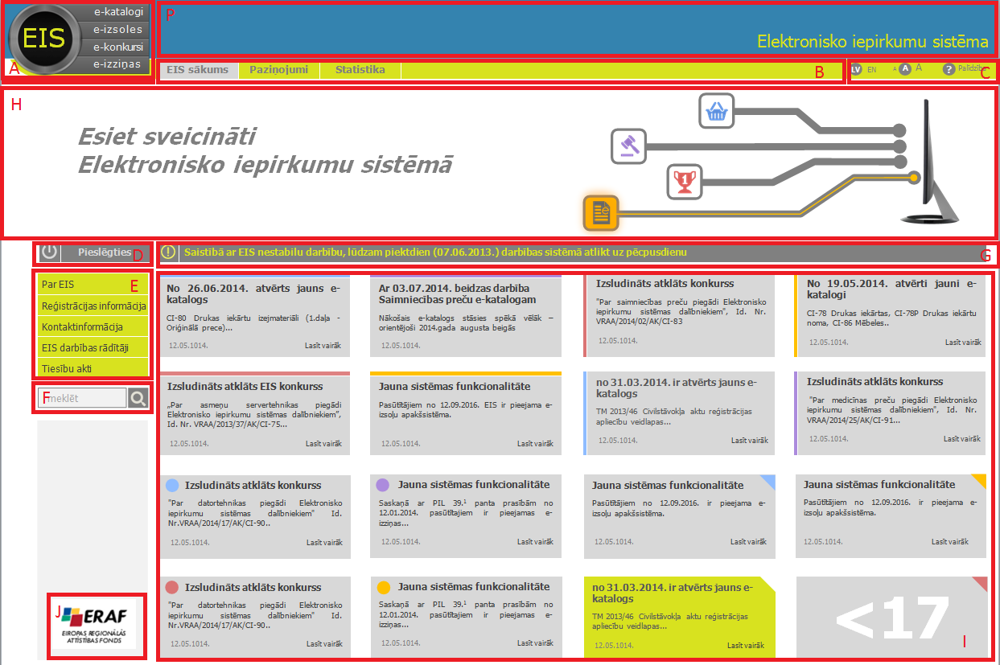 e-katalogi
e-izsoles
e-konkursi
e-izziņas
EIS
A
P
Elektronisko iepirkumu sistēma
EIS sākums Paziņojumi Statistika B
LV EN A A A ? Palīdzība C
H
Esiet sveicināti
Elektronisko iepirkumu sistēmā
1
e
Pieslēgties D
Saistībā ar EIS nestabilu darbību, lūdzam piektdien (07.06.2013.) darbības sistēmā atlikt uz pēcpusdienu G
Par EIS E
Reģistrācijas informācija
Kontaktinformācija
EIS darbības rādītāji
Tiesību akti
F meklēt
No 26.06.2014. atvērts jauns e-
katalogs
CI-80 Drukas iekārtu izejmateriāli (1.daļa -
Oriģinālā prece)...
12.05.1014. Lasīt vairāk
Ar 03.07.2014. beidzas darbība
Saimniecības preču e-katalogam
Nākošais e-katalogs stāsies spēkā vēlāk –
orientējoši 2014.gada augusta beigās
12.05.1014.
Izsludināts atklāts konkurss
"Par saimniecības preču piegādi Elektronisko
iepirkumu sistēmas dalībniekiem", Id. Nr.
VRAA/2014/02/AK/CI-83
12.05.1014.
No 19.05.2014. atvērti jauni e-
katalogi
CI-78 Drukas iekārtas, CI-78P Drukas iekārtu
noma, CI-86 Mēbeles..
12.05.1014. Lasīt vairāk
Izsludināts atklāts EIS konkurss
„Par asmeņu servertehnikas piegādi
Elektronisko iepirkumu sistēmas dalībniekiem”,
Id. Nr. VRAA/2013/37/AK/CI-75...
12.05.1014. Lasīt vairāk
Jauna sistēmas funkcionalitāte
Pasūtītājiem no 12.09.2016. EIS ir pieejama e-
izsoļu apakšsistēma.
12.05.1014. Lasīt vairāk
no 31.03.2014. ir atvērts jauns e-
katalogs
TM 2013/46 Civilstāvokļa aktu reģistrācijas
apliecību veidlapas...
12.05.1014. Lasīt vairāk
Izsludināts atklāts konkurss
"Par medicīnas preču piegādi Elektronisko
iepirkumu sistēmas dalībniekiem", Id. Nr.
VRAA/2014/25/AK/CI-91...
12.05.1014. Lasīt vairāk
Izsludināts atklāts konkurss
"Par datortehnikas piegādi Elektronisko
iepirkumu sistēmas dalībniekiem" Id.
Nr.VRAA/2014/17/AK/CI-90..
12.05.1014. Lasīt vairāk
Jauna sistēmas funkcionalitāte
Saskaņā ar PIL 39.¹ panta prasībām no
12.01.2014. pasūtītajiem ir pieejamas e-
izziņas...
12.05.1014. Lasīt vairāk
Jauna sistēmas funkcionalitāte
Pasūtītājiem no 12.09.2016. ir pieejama e-
izsoļu apakšsistēma.
12.05.1014. Lasīt vairāk
Jauna sistēmas funkcionalitāte
Pasūtītājiem no 12.09.2016. ir pieejama e-
izsoļu apakšsistēma.
12.05.1014. Lasīt vairāk
Izsludināts atklāts konkurss
"Par datortehnikas piegādi Elektronisko
iepirkumu sistēmas dalībniekiem" Id.
Nr.VRAA/2014/17/AK/CI-90..
12.05.1014. Lasīt vairāk
Jauna sistēmas funkcionalitāte
Saskaņā ar PIL 39.¹ panta prasībām no
12.01.2014. pasūtītajiem ir pieejamas e-
izziņas...
12.05.1014. Lasīt vairāk
no 31.03.2014. ir atvērts jauns e-
katalogs
TM 2013/46 Civilstāvokļa aktu reģistrācijas
apliecību veidlapas...
12.05.1014. Lasīt vairāk
<17
I
J
ERAF
EIROPAS REĢIONĀLĀS
ATTĪSTĪBAS FONDS